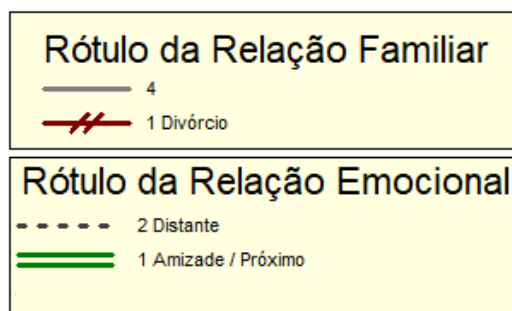 Rótulo da Relação Familiar
4
1 Divórcio
Rótulo da Relação Emocional
2 Distante
1 Amizade / Próximo